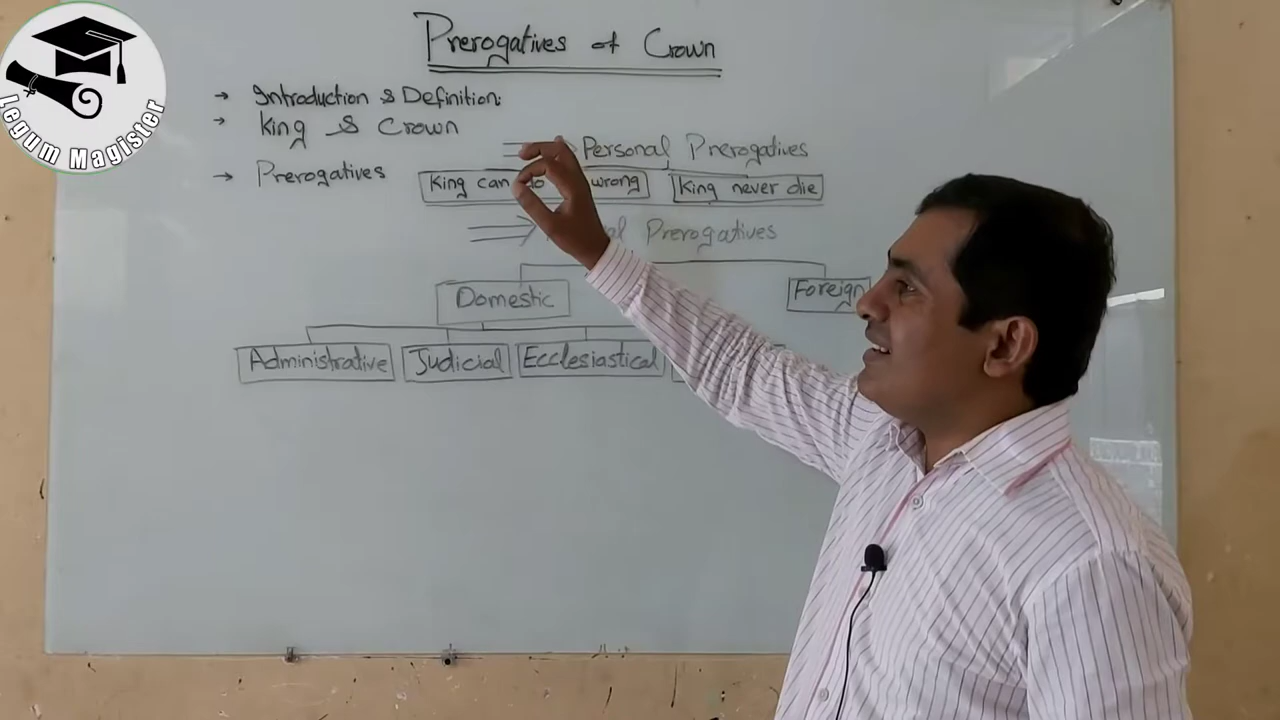 Legum Magister
Prerogatives of Crown
→ Introduction & Definition:
→ King & Crown
Personal Prerogatives
→ Prerogatives
King can do wrong
King never die
Prerogatives
Domestic
Foreign
Administrative
Judicial
Ecclesiastical